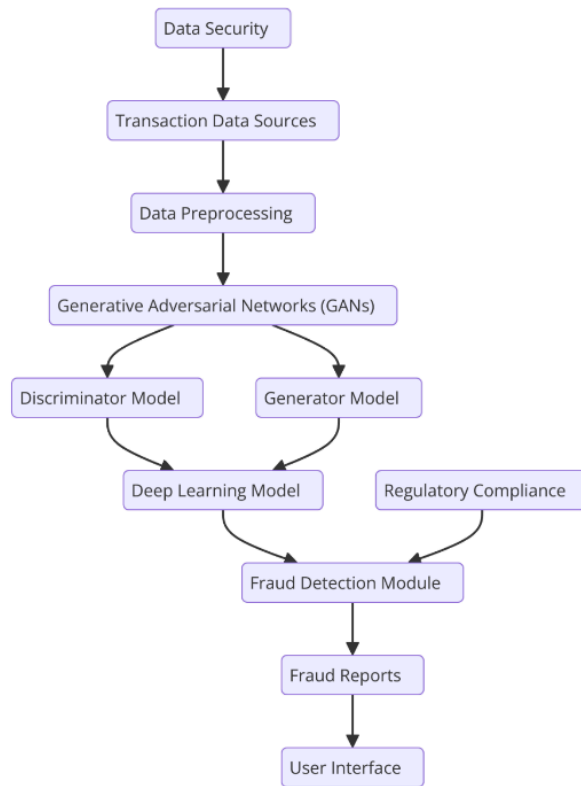 Data Security
Transaction Data Sources
Data Preprocessing
Generative Adversarial Networks (GANs)
Discriminator Model
Generator Model
Deep Learning Model
Regulatory Compliance
Fraud Detection Module
Fraud Reports
User Interface